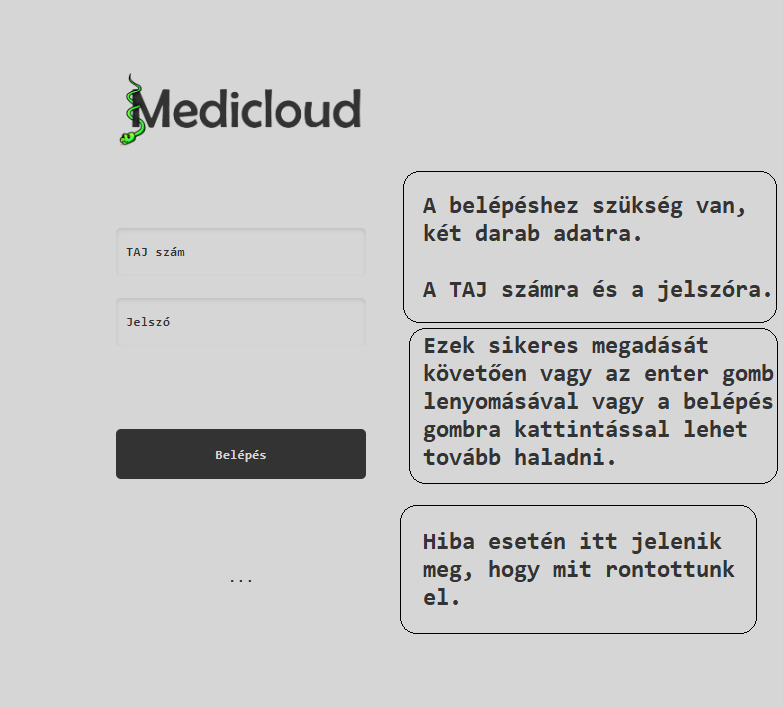 Medicloud
TAJ szám
Jelszó
Belépés
...
A belépéshez szükség van,
két darab adatra.
A TAJ számra és a jelszóra.
Ezek sikeres megadását
követően vagy az enter gomb
lenyomásával vagy a belépés
gombra kattintással lehet
tovább haladni.
Hiba esetén itt jelenik
meg, hogy mit rontottunk
el.